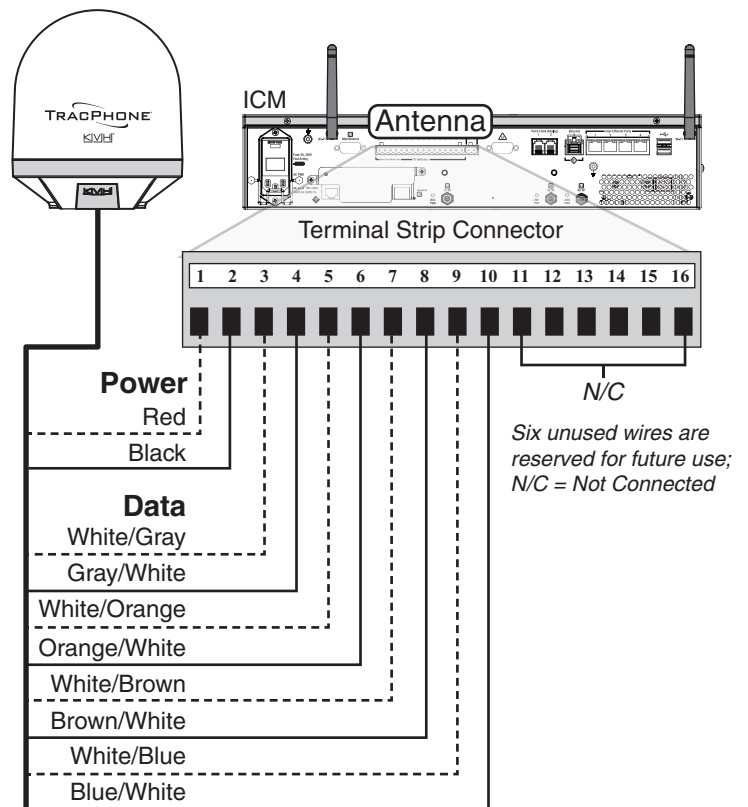 TRACPHONE
KVH
KVH
ICM
Antenna
Terminal Strip Connector
1 2 3 4 5 6 7 8 9 10 11 12 13 14 15 16
Power
Red
Black
N/C
Six unused wires are
reserved for future use;
N/C = Not Connected
Data
White/Gray
Gray/White
White/Orange
Orange/White
White/Brown
Brown/White
White/Blue
Blue/White